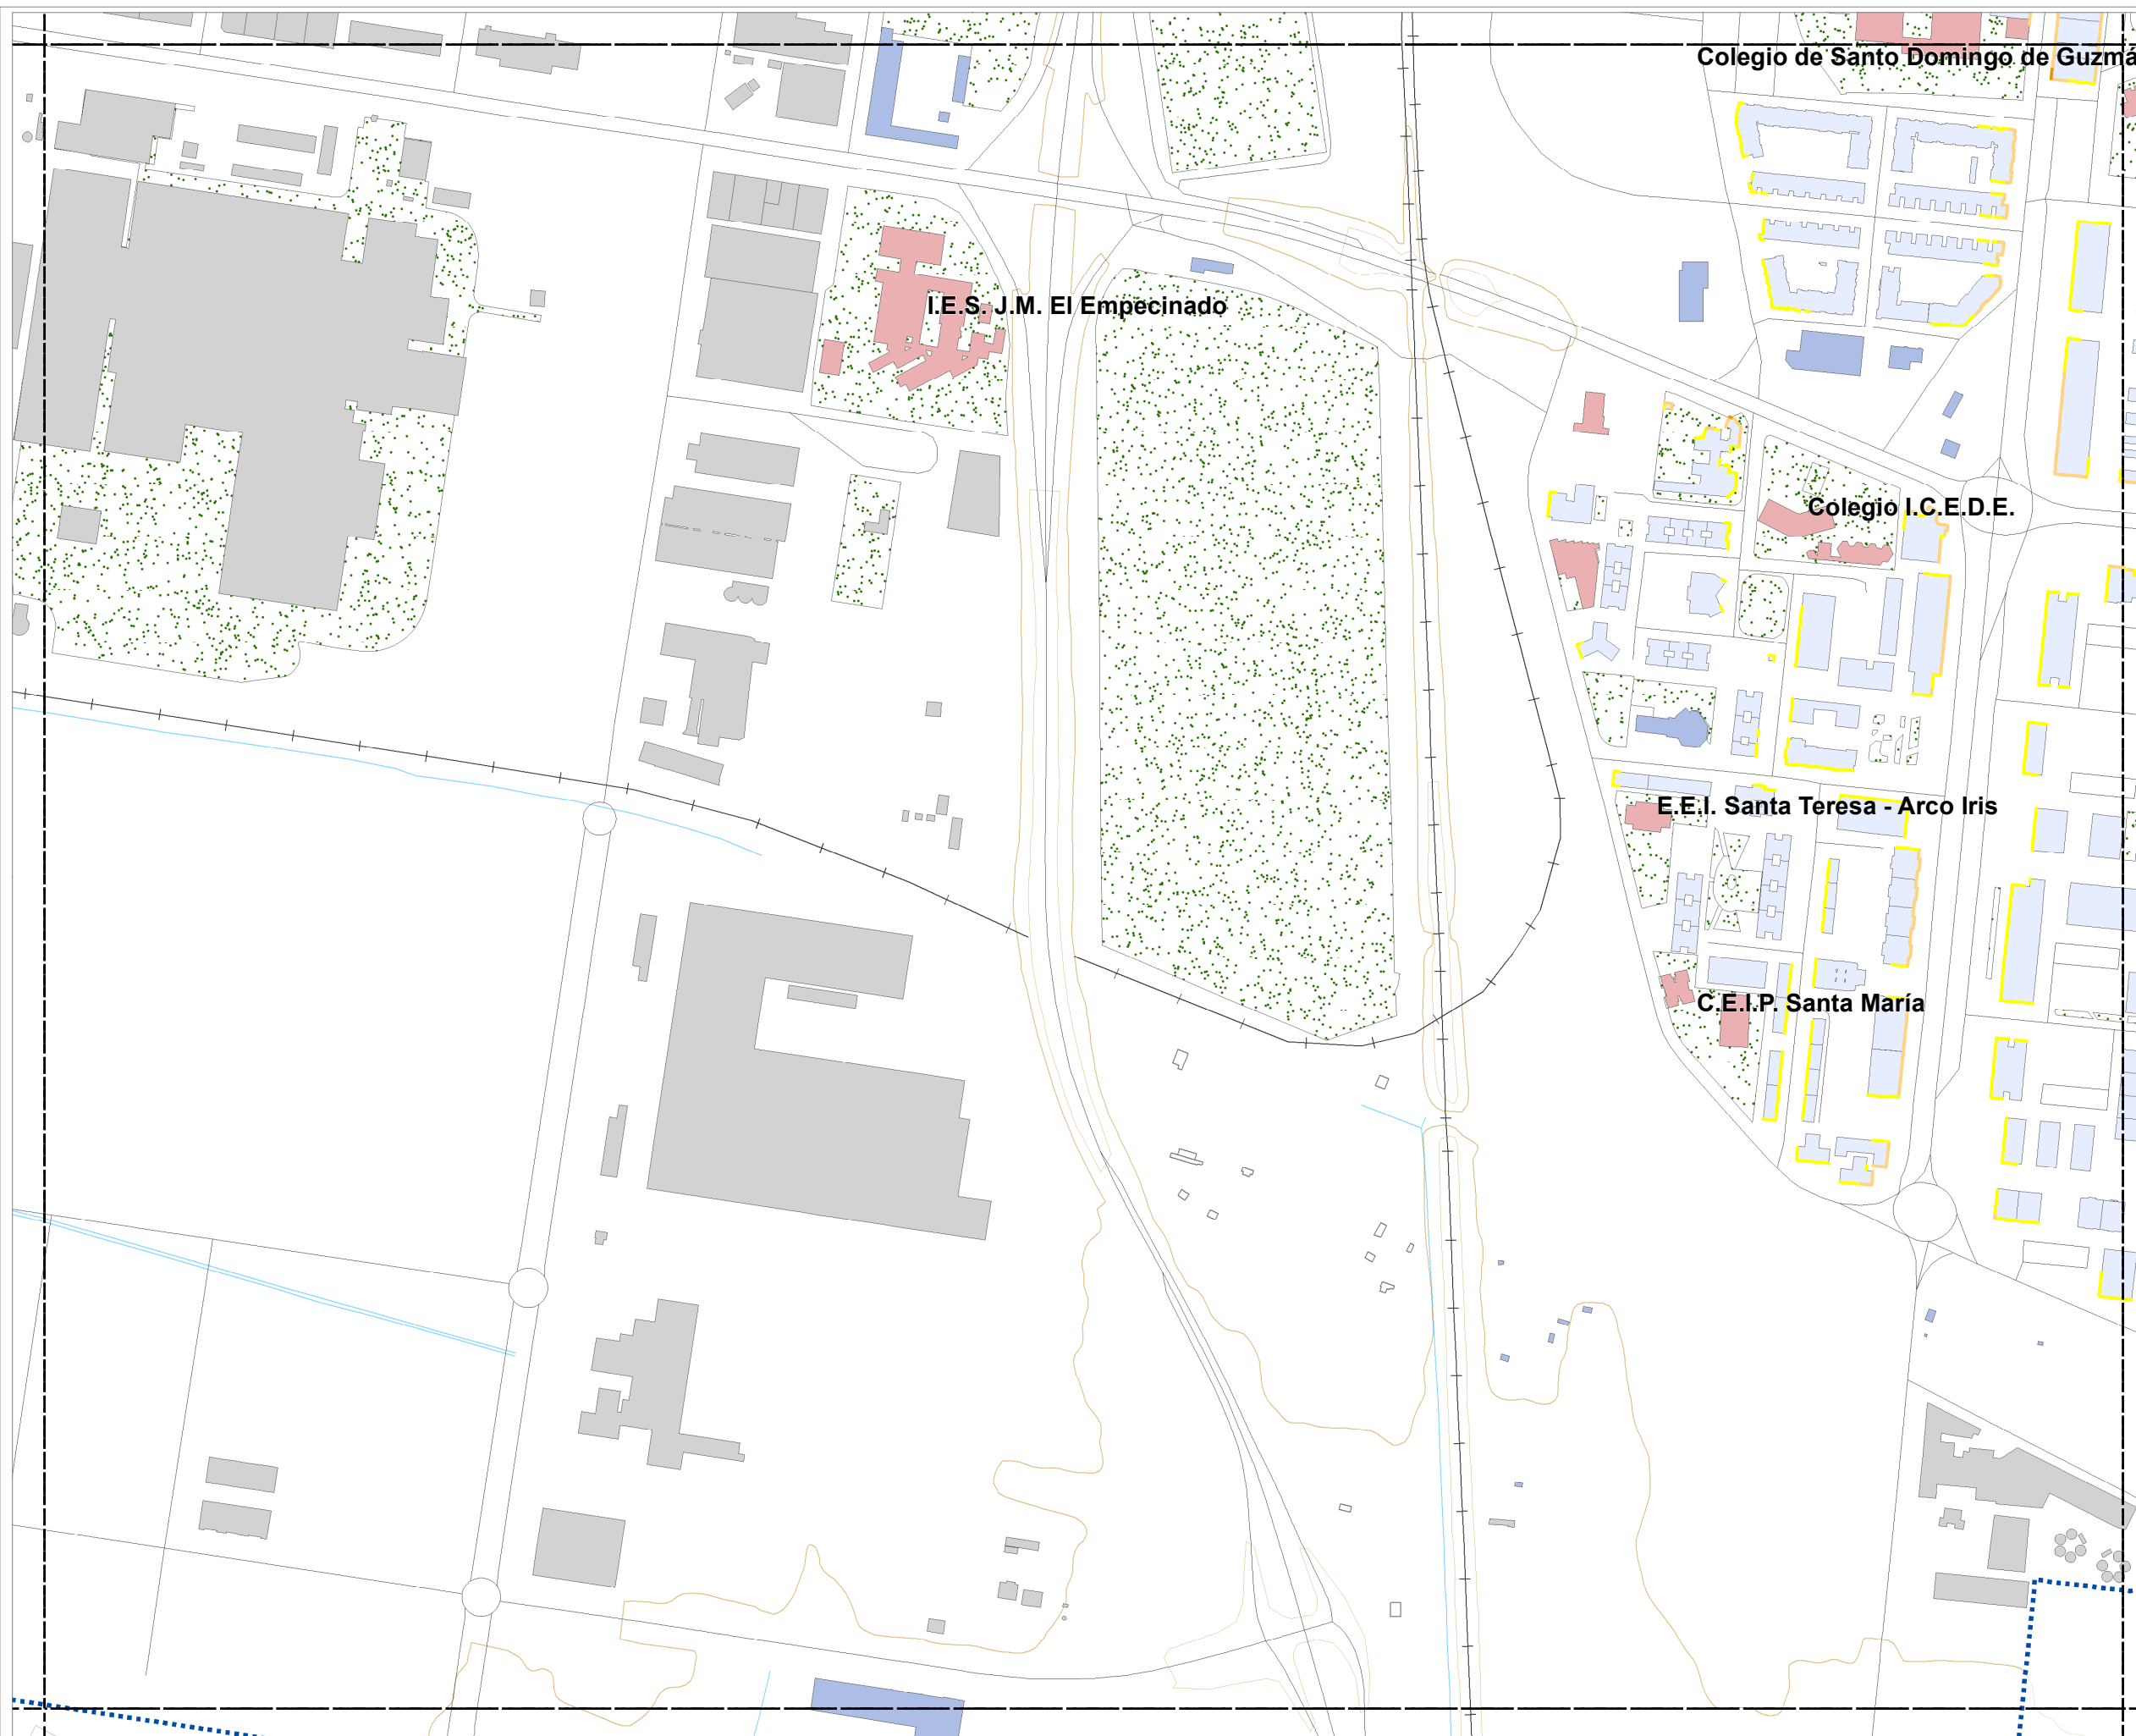 Colegio de Santo Domingo de Guzmá
I.E.S. J.M. El Empecinado
Colegio I.C.E.D.E.
E.E.I. Santa Teresa - Arco Iris
C.E.I.P. Santa María